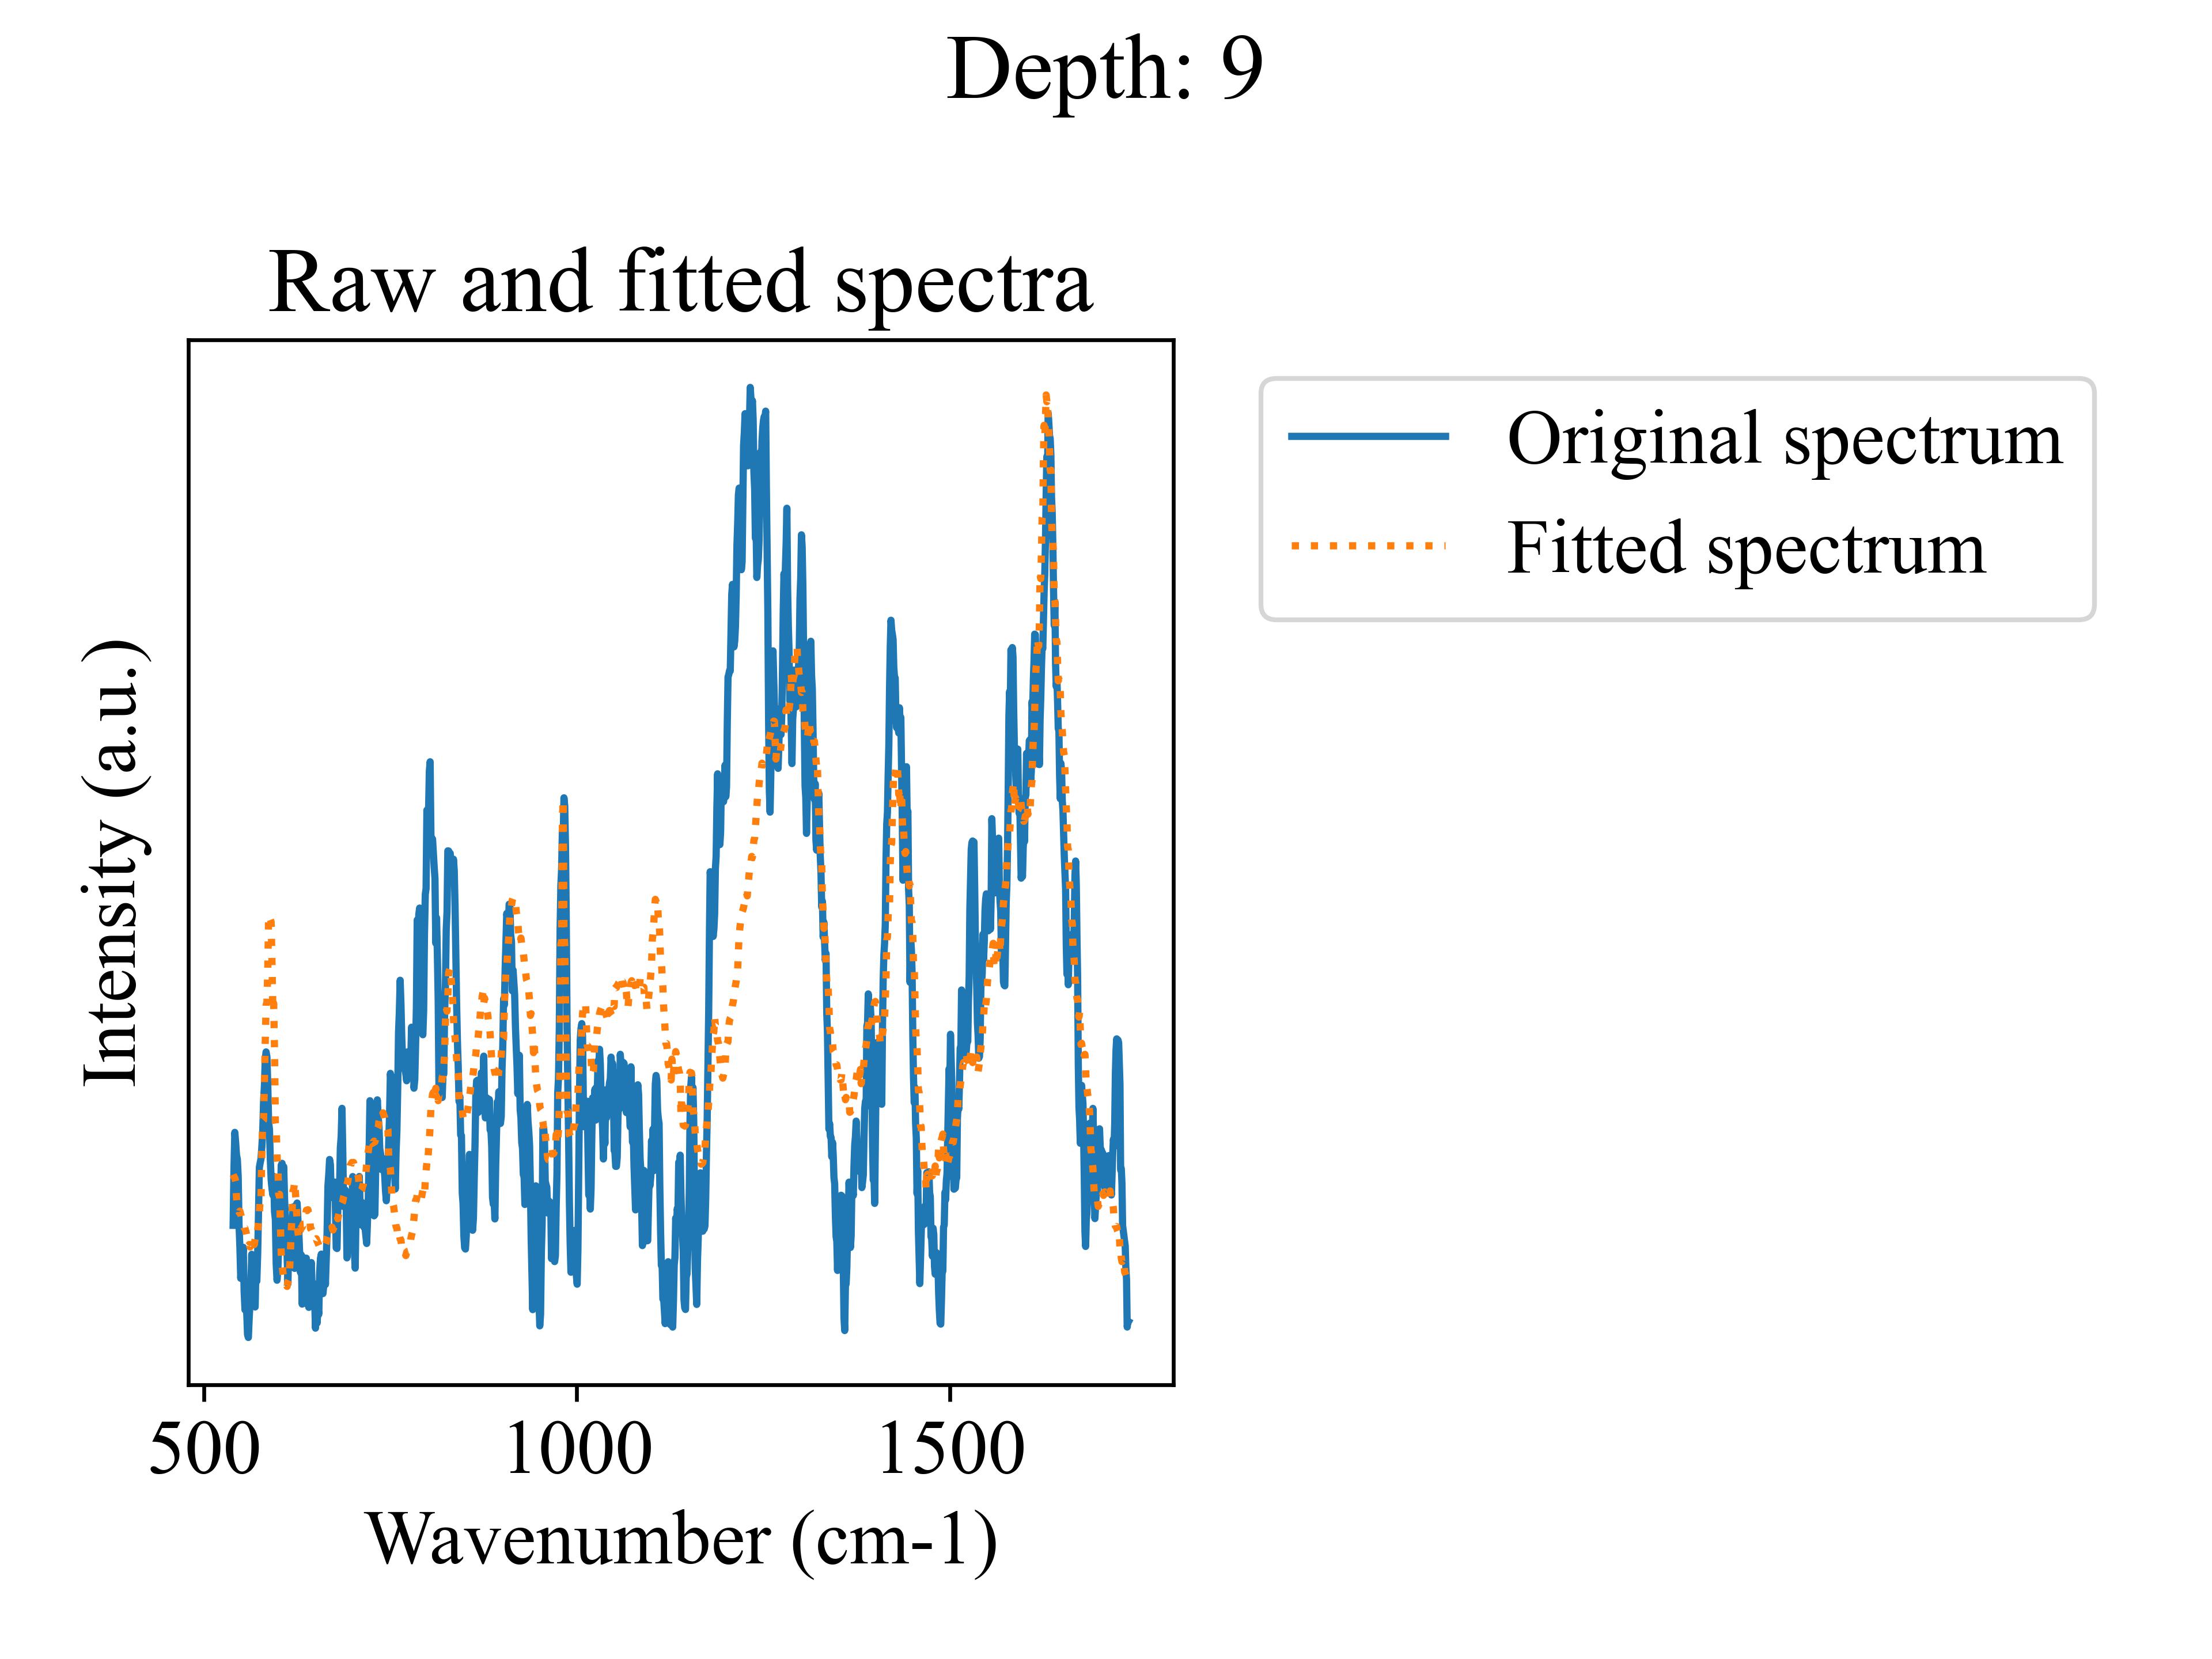 Depth: 9
Raw and fitted spectra
Original spectrum
Fitted spectrum
Intensity (a.u.)
500
1000
1500
Wavenumber (cm-1)